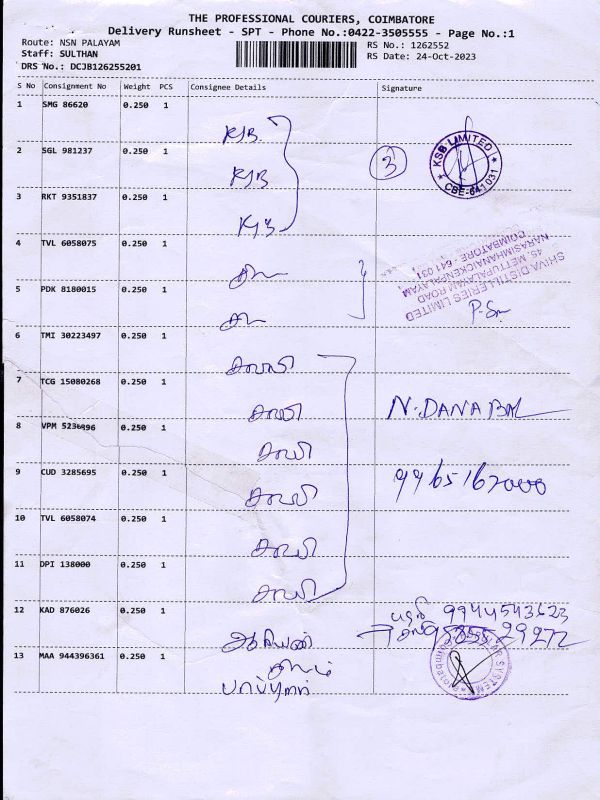 THE PROFESSIONAL COURIERS, COIMBATORE
Delivery Runsheet - SPT - Phone No.:0422-3505555 - Page No.:1
Route: NSN PALAYAM
RS No.: 1262552
Staff: SULTHAN
RS Date: 24-Oct-2023
DRS No.: DCJB126255201
S No Consignment No Weight PCS Consignee Details Signature
1 SMG 86620 0.250 1
KSB
2 SGL 981237 0.250 1
KSB 3 KSB LIMITED CBE-641 031
3 RKT 9351837 0.250 1
KSB
4 TVL 6058075 0.250 1
SHIVA DISTILLERIES LIMITED
45, METTUPALAYAM ROAD
NARASIMHANAICKENPALAYAM
COIMBATORE - 641 031
5 PDK 8180015 0.250 1
6 TMI 30223497 0.250 1
7 TCG 15080268 0.250 1
N. DANABAL
8 VPM 5236896 0.250 1
9 CUD 3285695 0.250 1
9965162000
10 TVL 6058074 0.250 1
11 DPI 138000 0.250 1
12 KAD 876026 0.250 1
9944543623
13 MAA 944396361 0.250 1